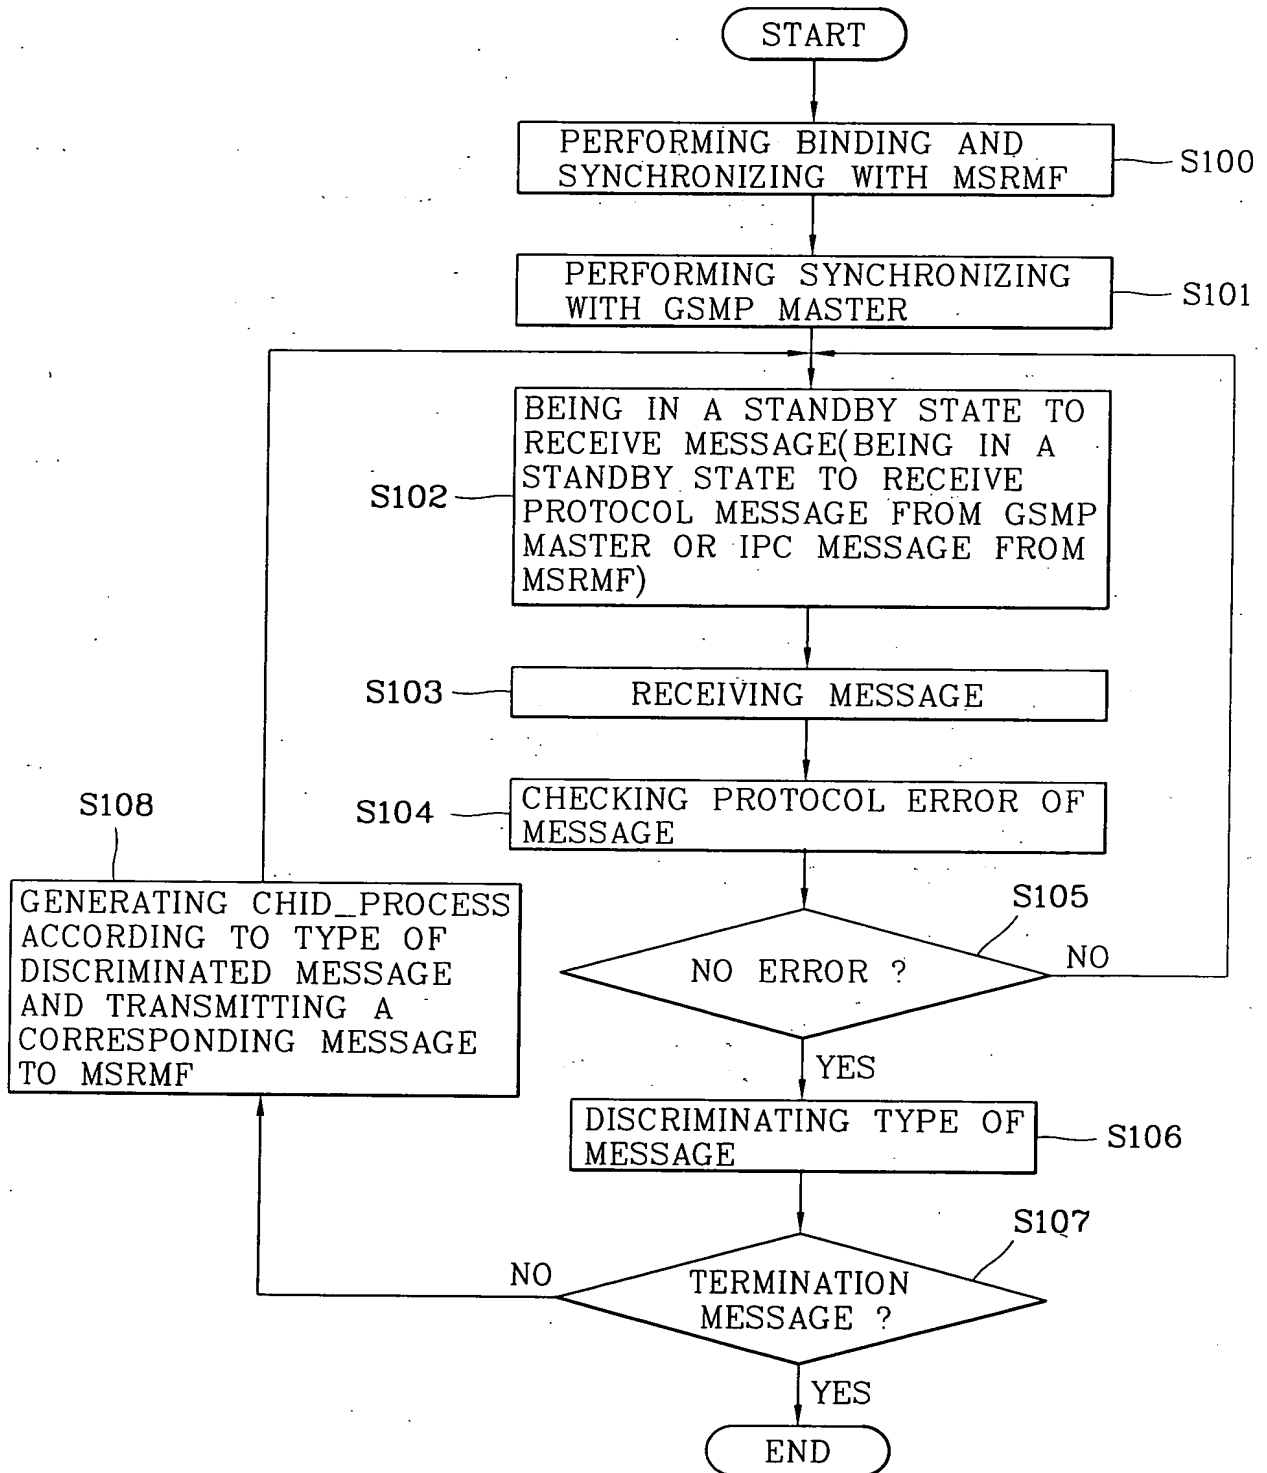 START
PERFORMING BINDING AND
SYNCHRONIZING WITH MSRMF
S100
PERFORMING SYNCHRONIZING
WITH GSMP MASTER
S101
BEING IN A STANDBY STATE TO
RECEIVE MESSAGE(BEING IN A
STANDBY STATE TO RECEIVE
PROTOCOL MESSAGE FROM GSMP
MASTER OR IPC MESSAGE FROM
MSRMF)
S102
S103
RECEIVING MESSAGE
S104
CHECKING PROTOCOL ERROR OF
MESSAGE
S108
GENERATING CHID_PROCESS
ACCORDING TO TYPE OF
DISCRIMINATED MESSAGE
AND TRANSMITTING A
CORRESPONDING MESSAGE
TO MSRMF
S105
NO ERROR ?
NO
YES
DISCRIMINATING TYPE OF
MESSAGE
S106
S107
TERMINATION
MESSAGE ?
NO
YES
END